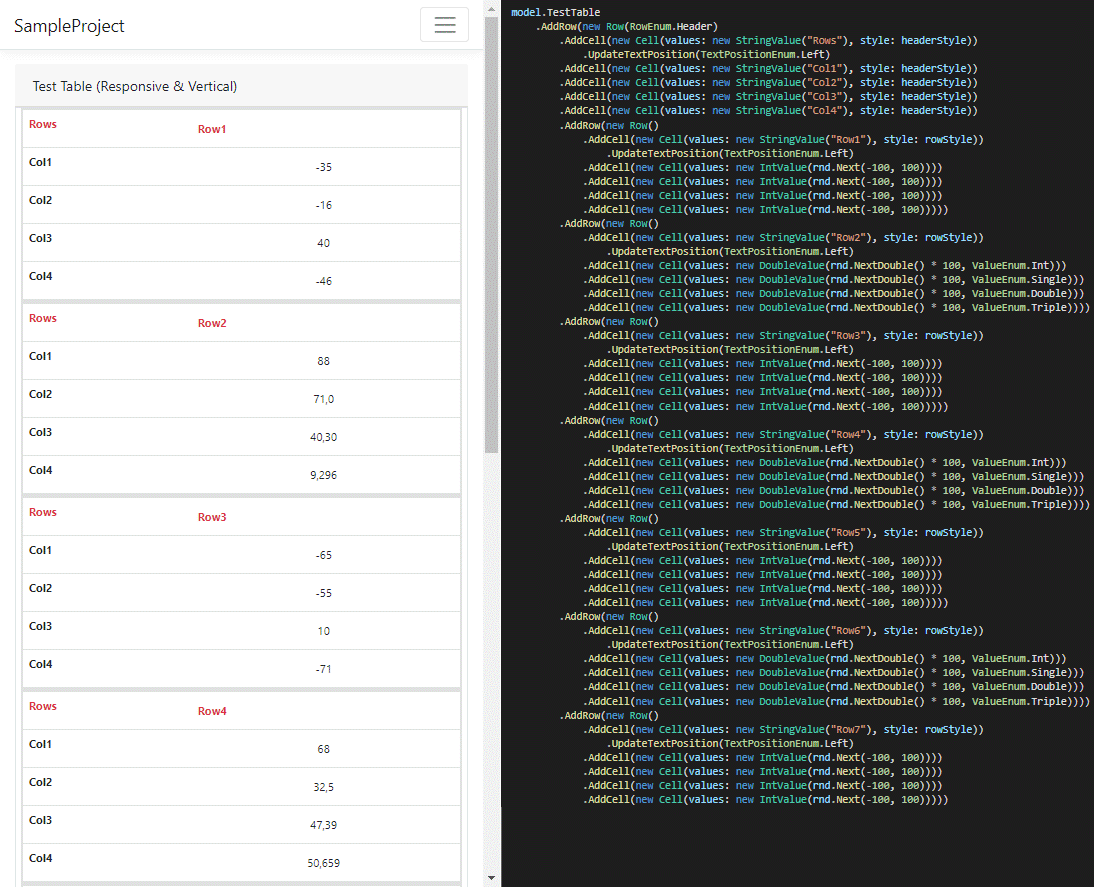 SampleProject
Test Table (Responsive & Vertical)
Rows Row1
Col1 -35
Col2 -16
Col3 40
Col4 -46
Rows Row2
Col1 88
Col2 71,0
Col3 40,30
Col4 9,296
Rows Row3
Col1 -65
Col2 -55
Col3 10
Col4 -71
Rows Row4
Col1 68
Col2 32,5
Col3 47,39
Col4 50,659
model.TestTable
.AddRow(new Row(RowEnum.Header)
.AddCell(new Cell(values: new StringValue("Rows"), style: headerStyle))
.UpdateTextPosition(TextPositionEnum.Left)
.AddCell(new Cell(values: new StringValue("Col1"), style: headerStyle))
.AddCell(new Cell(values: new StringValue("Col2"), style: headerStyle))
.AddCell(new Cell(values: new StringValue("Col3"), style: headerStyle))
.AddCell(new Cell(values: new StringValue("Col4"), style: headerStyle))
.AddRow(new Row()
.AddCell(new Cell(values: new StringValue("Row1"), style: rowStyle))
.UpdateTextPosition(TextPositionEnum.Left)
.AddCell(new Cell(values: new IntValue(rnd.Next(-100, 100))))
.AddCell(new Cell(values: new IntValue(rnd.Next(-100, 100))))
.AddCell(new Cell(values: new IntValue(rnd.Next(-100, 100))))
.AddCell(new Cell(values: new IntValue(rnd.Next(-100, 100)))))
.AddRow(new Row()
.AddCell(new Cell(values: new StringValue("Row2"), style: rowStyle))
.UpdateTextPosition(TextPositionEnum.Left)
.AddCell(new Cell(values: new DoubleValue(rnd.NextDouble() * 100, ValueEnum.Int)))
.AddCell(new Cell(values: new DoubleValue(rnd.NextDouble() * 100, ValueEnum.Single)))
.AddCell(new Cell(values: new DoubleValue(rnd.NextDouble() * 100, ValueEnum.Double)))
.AddCell(new Cell(values: new DoubleValue(rnd.NextDouble() * 100, ValueEnum.Triple))))
.AddRow(new Row()
.AddCell(new Cell(values: new StringValue("Row3"), style: rowStyle))
.UpdateTextPosition(TextPositionEnum.Left)
.AddCell(new Cell(values: new IntValue(rnd.Next(-100, 100))))
.AddCell(new Cell(values: new IntValue(rnd.Next(-100, 100))))
.AddCell(new Cell(values: new IntValue(rnd.Next(-100, 100))))
.AddCell(new Cell(values: new IntValue(rnd.Next(-100, 100)))))
.AddRow(new Row()
.AddCell(new Cell(values: new StringValue("Row4"), style: rowStyle))
.UpdateTextPosition(TextPositionEnum.Left)
.AddCell(new Cell(values: new DoubleValue(rnd.NextDouble() * 100, ValueEnum.Int)))
.AddCell(new Cell(values: new DoubleValue(rnd.NextDouble() * 100, ValueEnum.Single)))
.AddCell(new Cell(values: new DoubleValue(rnd.NextDouble() * 100, ValueEnum.Double)))
.AddCell(new Cell(values: new DoubleValue(rnd.NextDouble() * 100, ValueEnum.Triple))))
.AddRow(new Row()
.AddCell(new Cell(values: new StringValue("Row5"), style: rowStyle))
.UpdateTextPosition(TextPositionEnum.Left)
.AddCell(new Cell(values: new IntValue(rnd.Next(-100, 100))))
.AddCell(new Cell(values: new IntValue(rnd.Next(-100, 100))))
.AddCell(new Cell(values: new IntValue(rnd.Next(-100, 100))))
.AddCell(new Cell(values: new IntValue(rnd.Next(-100, 100)))))
.AddRow(new Row()
.AddCell(new Cell(values: new StringValue("Row6"), style: rowStyle))
.UpdateTextPosition(TextPositionEnum.Left)
.AddCell(new Cell(values: new DoubleValue(rnd.NextDouble() * 100, ValueEnum.Int)))
.AddCell(new Cell(values: new DoubleValue(rnd.NextDouble() * 100, ValueEnum.Single)))
.AddCell(new Cell(values: new DoubleValue(rnd.NextDouble() * 100, ValueEnum.Double)))
.AddCell(new Cell(values: new DoubleValue(rnd.NextDouble() * 100, ValueEnum.Triple))))
.AddRow(new Row()
.AddCell(new Cell(values: new StringValue("Row7"), style: rowStyle))
.UpdateTextPosition(TextPositionEnum.Left)
.AddCell(new Cell(values: new IntValue(rnd.Next(-100, 100))))
.AddCell(new Cell(values: new IntValue(rnd.Next(-100, 100))))
.AddCell(new Cell(values: new IntValue(rnd.Next(-100, 100))))
.AddCell(new Cell(values: new IntValue(rnd.Next(-100, 100)))))